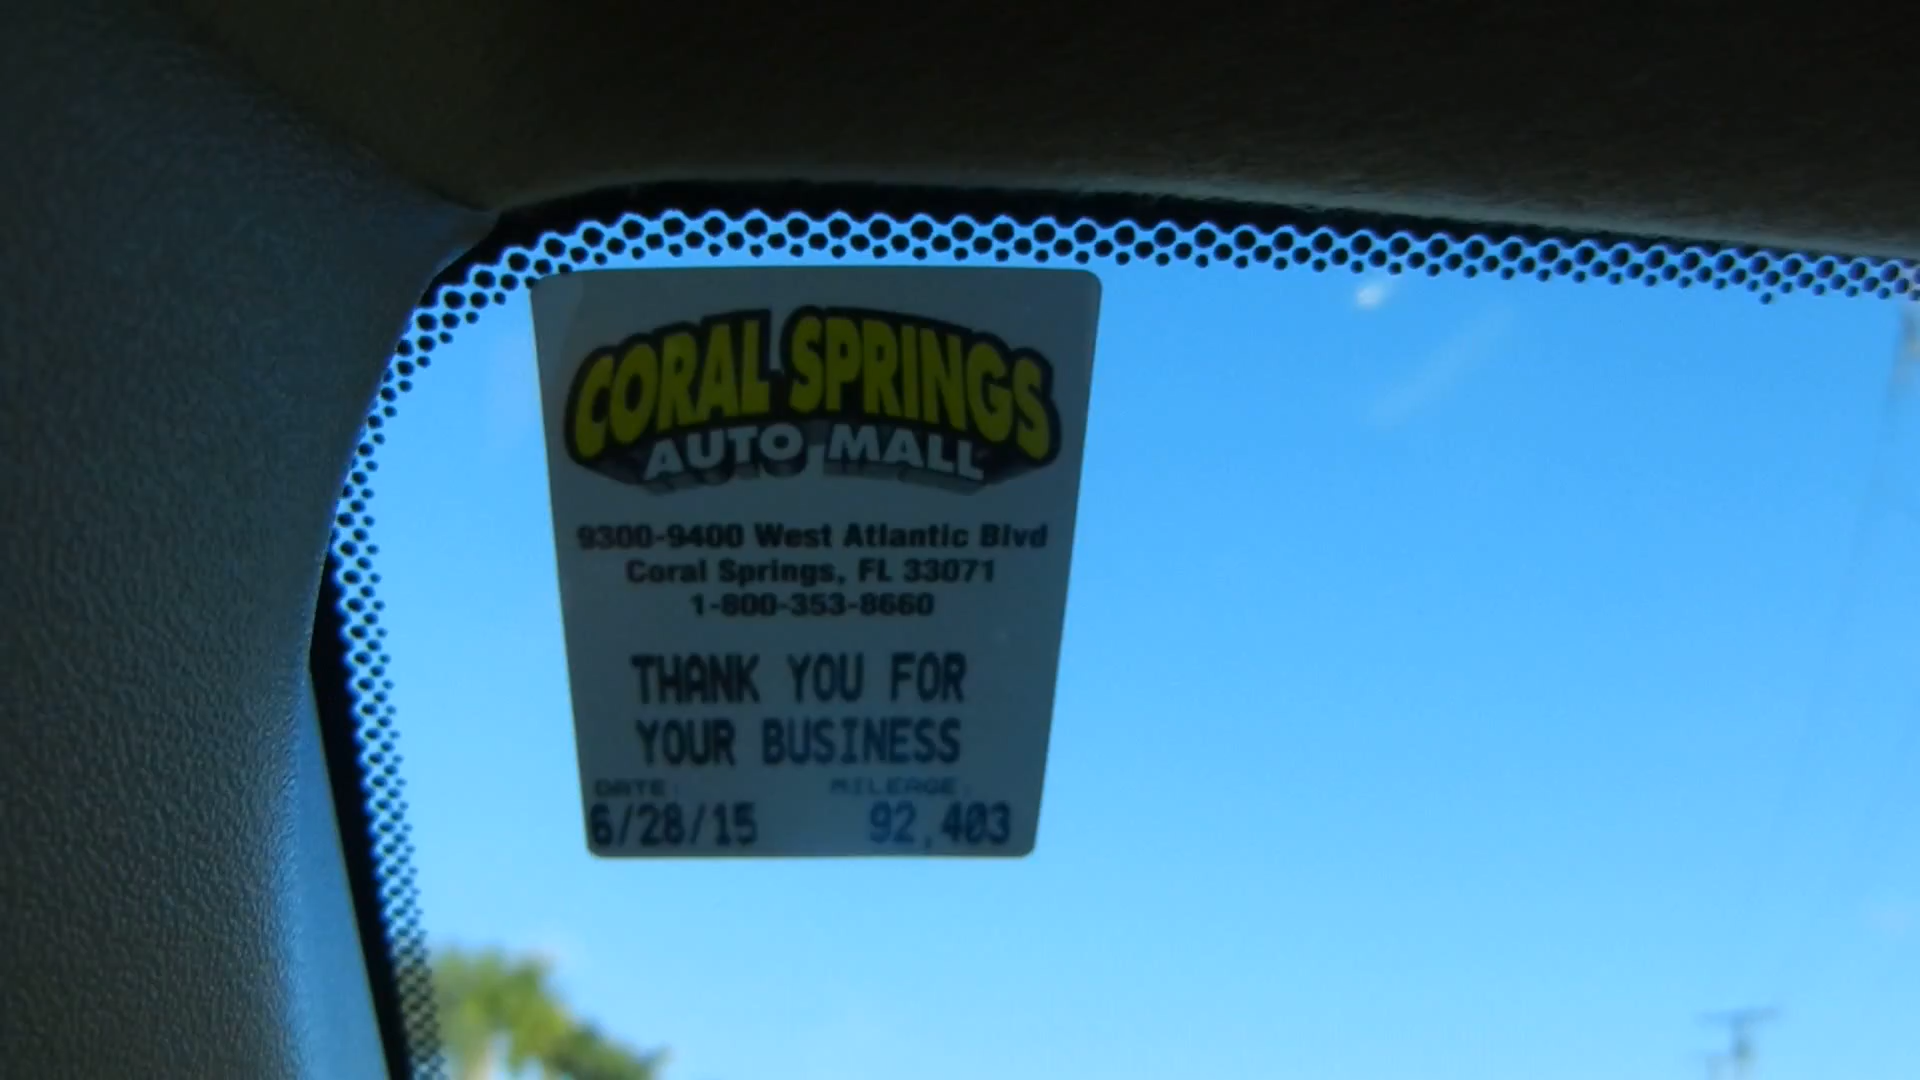 CORAL SPRINGS
AUTO MALL
9300-9400 West Atlantic Blvd
Coral Springs, FL 33071
1-800-353-8660
THANK YOU FOR
YOUR BUSINESS
DATE: MILEAGE:
6/28/15 92,403